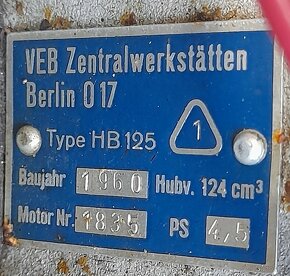 VEB Zentralwerkstätten
Berlin O 17
Type HB 125 1
Baujahr 1960 Hubv. 124 cm³
Motor Nr. 1835 PS 4,5